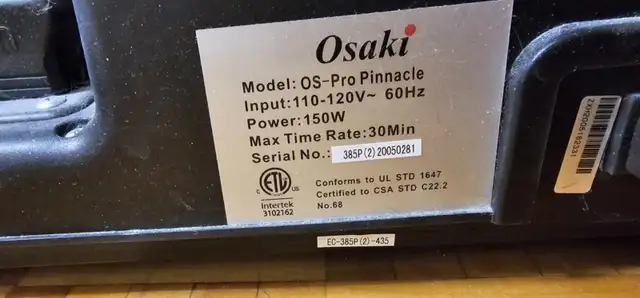 Osaki
Model: OS-Pro Pinnacle
Input:110-120V~ 60Hz
Power:150W
Max Time Rate:30Min
Serial No.: 385P(2)20050281
C ETL US
Intertek
3102162
Conforms to UL STD 1647
Certified to CSA STD C22.2
No.68
EC-385P(2)-435